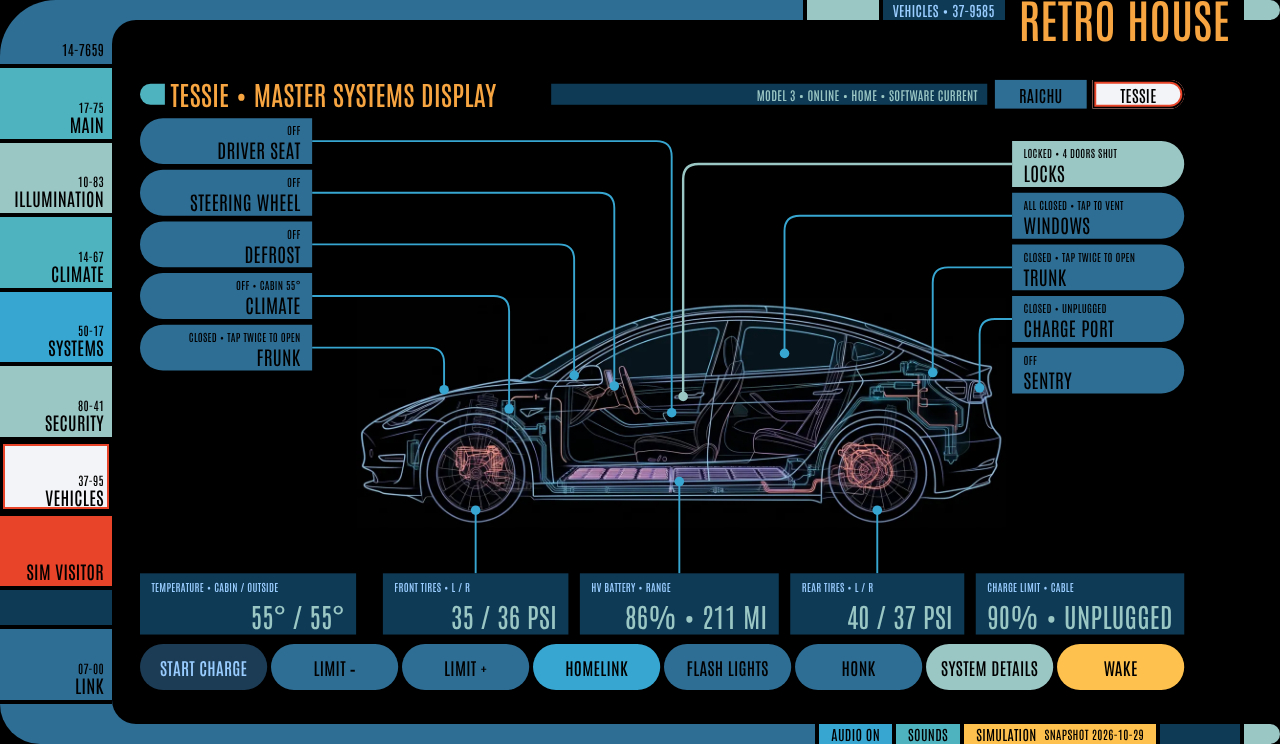 VEHICLES • 37-9585
RETRO HOUSE
14-7659
17-75
MAIN
10-83
ILLUMINATION
14-67
CLIMATE
50-17
SYSTEMS
80-41
SECURITY
37-95
VEHICLES
SIM VISITOR
07-00
LINK
TESSIE • MASTER SYSTEMS DISPLAY
MODEL 3 • ONLINE • HOME • SOFTWARE CURRENT
RAICHU
TESSIE
OFF
DRIVER SEAT
OFF
STEERING WHEEL
OFF
DEFROST
OFF • CABIN 55°
CLIMATE
CLOSED • TAP TWICE TO OPEN
FRUNK
LOCKED • 4 DOORS SHUT
LOCKS
ALL CLOSED • TAP TO VENT
WINDOWS
CLOSED • TAP TWICE TO OPEN
TRUNK
CLOSED • UNPLUGGED
CHARGE PORT
OFF
SENTRY
TEMPERATURE • CABIN / OUTSIDE
55° / 55°
FRONT TIRES • L / R
35 / 36 PSI
HV BATTERY • RANGE
86% • 211 MI
REAR TIRES • L / R
40 / 37 PSI
CHARGE LIMIT • CABLE
90% • UNPLUGGED
START CHARGE
LIMIT -
LIMIT +
HOMELINK
FLASH LIGHTS
HONK
SYSTEM DETAILS
WAKE
AUDIO ON
SOUNDS
SIMULATION SNAPSHOT 2026-10-29